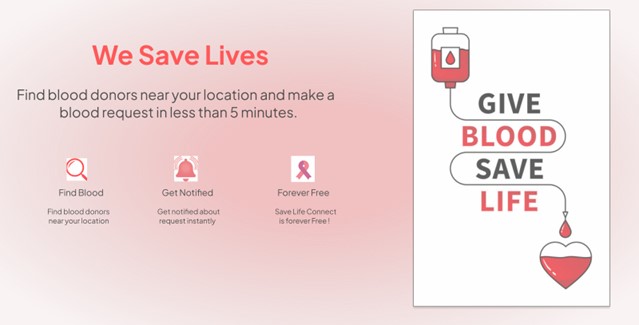 We Save Lives
Find blood donors near your location and make a
blood request in less than 5 minutes.
Find Blood
Find blood donors
near your location
Get Notified
Get notified about
request instantly
Forever Free
Save Life Connect
is forever Free !
GIVE
BLOOD
SAVE
LIFE